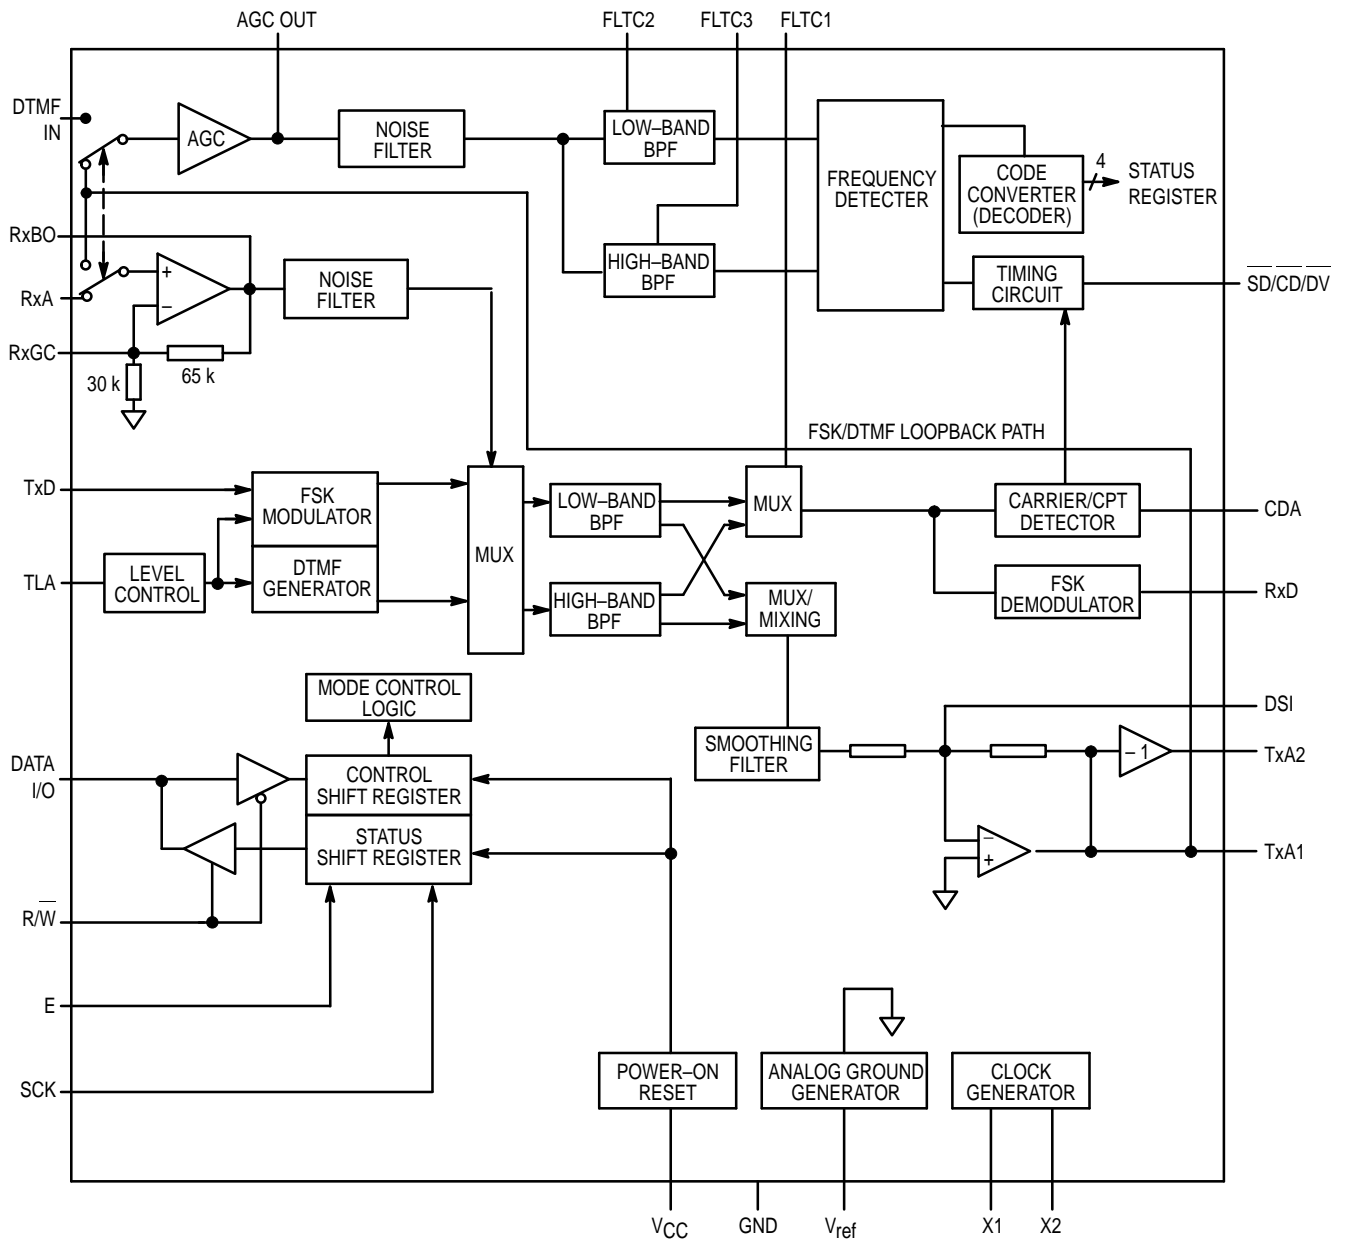 AGC OUT
FLTC2
FLTC3
FLTC1
DTMF
IN
AGC
NOISE
FILTER
LOW–BAND
BPF
FREQUENCY
DETECTER
CODE
CONVERTER
(DECODER)
4
STATUS
REGISTER
RxBO
HIGH–BAND
BPF
TIMING
CIRCUIT
SD/CD/DV
+
–
NOISE
FILTER
RxA
RxGC
30 k
65 k
FSK/DTMF LOOPBACK PATH
TxD
FSK
MODULATOR
MUX
LOW–BAND
BPF
MUX
CARRIER/CPT
DETECTOR
CDA
TLA
LEVEL
CONTROL
DTMF
GENERATOR
HIGH–BAND
BPF
MUX/
MIXING
FSK
DEMODULATOR
RxD
MODE CONTROL
LOGIC
DSI
SMOOTHING
FILTER
– 1
TxA2
DATA
I/O
CONTROL
SHIFT REGISTER
STATUS
SHIFT REGISTER
–
+
TxA1
R/W
E
SCK
POWER–ON
RESET
ANALOG GROUND
GENERATOR
CLOCK
GENERATOR
VCC
GND
Vref
X1
X2